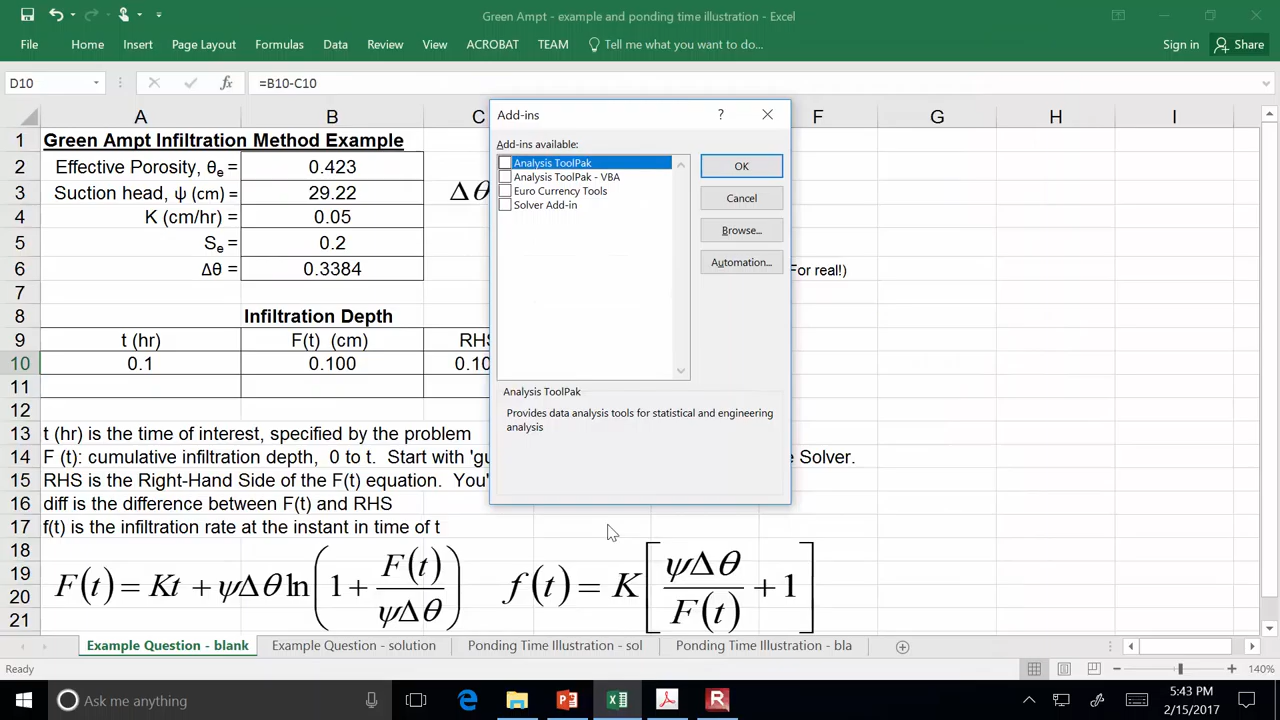 Green Ampt - example and ponding time illustration - Excel
File Home Insert Page Layout Formulas Data Review View ACROBAT TEAM Tell me what you want to do... Sign in Share
D10 fx =B10-C10
A B C F G H I
1 Green Ampt Infiltration Method Example
2 Effective Porosity, θe = 0.423
3 Suction head, ψ (cm) = 29.22 Δθ
4 K (cm/hr) = 0.05
5 Se = 0.2
6 Δθ = 0.3384 For real!)
7
8 Infiltration Depth
9 t (hr) F(t) (cm) RHS
10 0.1 0.100 0.10
11
12
13 t (hr) is the time of interest, specified by the problem
14 F (t): cumulative infiltration depth, 0 to t. Start with 'gu e Solver.
15 RHS is the Right-Hand Side of the F(t) equation. You'
16 diff is the difference between F(t) and RHS
17 f(t) is the infiltration rate at the instant in time of t
18
19
20
21
F(t) = Kt + ψΔθ ln(1 + F(t)/ψΔθ) f(t) = K[ψΔθ/F(t) + 1]
Add-ins ?
Add-ins available:
Analysis ToolPak
Analysis ToolPak - VBA
Euro Currency Tools
Solver Add-in
OK
Cancel
Browse...
Automation...
Analysis ToolPak
Provides data analysis tools for statistical and engineering
analysis
Example Question - blank Example Question - solution Ponding Time Illustration - sol Ponding Time Illustration - bla
Ready 140%
Ask me anything
5:43 PM
2/15/2017